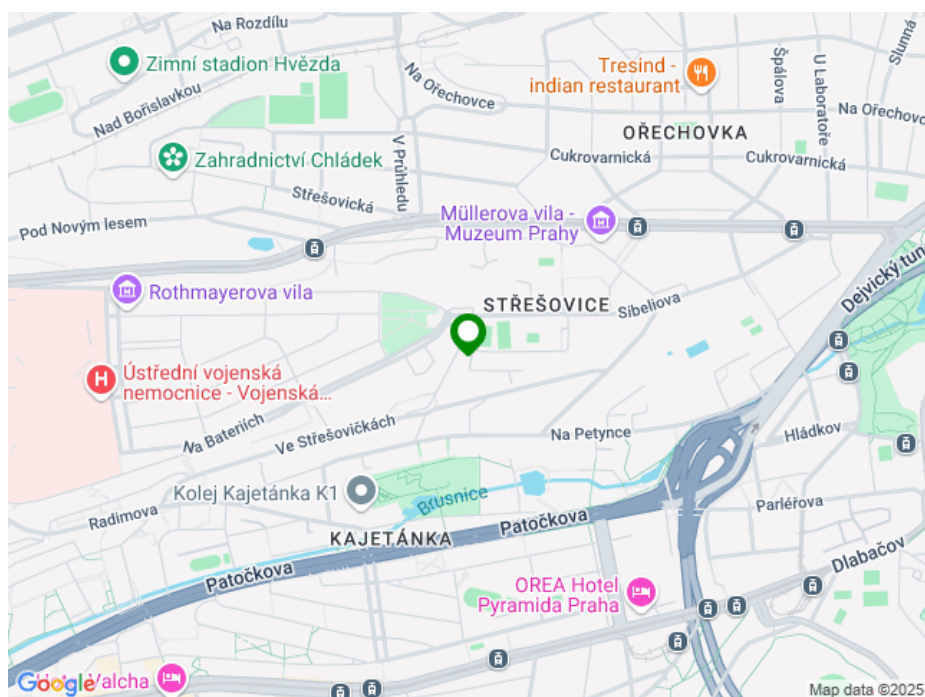 Na Rozdílu
Zimní stadion Hvězda
Na Ořechovce
Tresind -
indian restaurant
Špálova
U Laboratoře
Slunná
Nad Bořislavkou
Na Ořechovce
V Průhledu
OŘECHOVKA
Zahradnictví Chládek
Cukrovarnická
Cukrovarnická
Střešovická
Müllerova vila -
Muzeum Prahy
Pod Novým lesem
Dejvický tune
Rothmayerova vila
STŘEŠOVICE
Sibeliova
Ústřední vojenská
nemocnice - Vojenská...
H
Na Bateriích
Ve Střešovičkách
Na Petynce
Hládkov
Kolej Kajetánka K1
Brusnice
Radimova
Parléřova
Patočkova
KAJETÁNKA
Dlabačov
Patočkova
OREA Hotel
Pyramida Praha
Google
Hotel Valcha
Map data ©2025